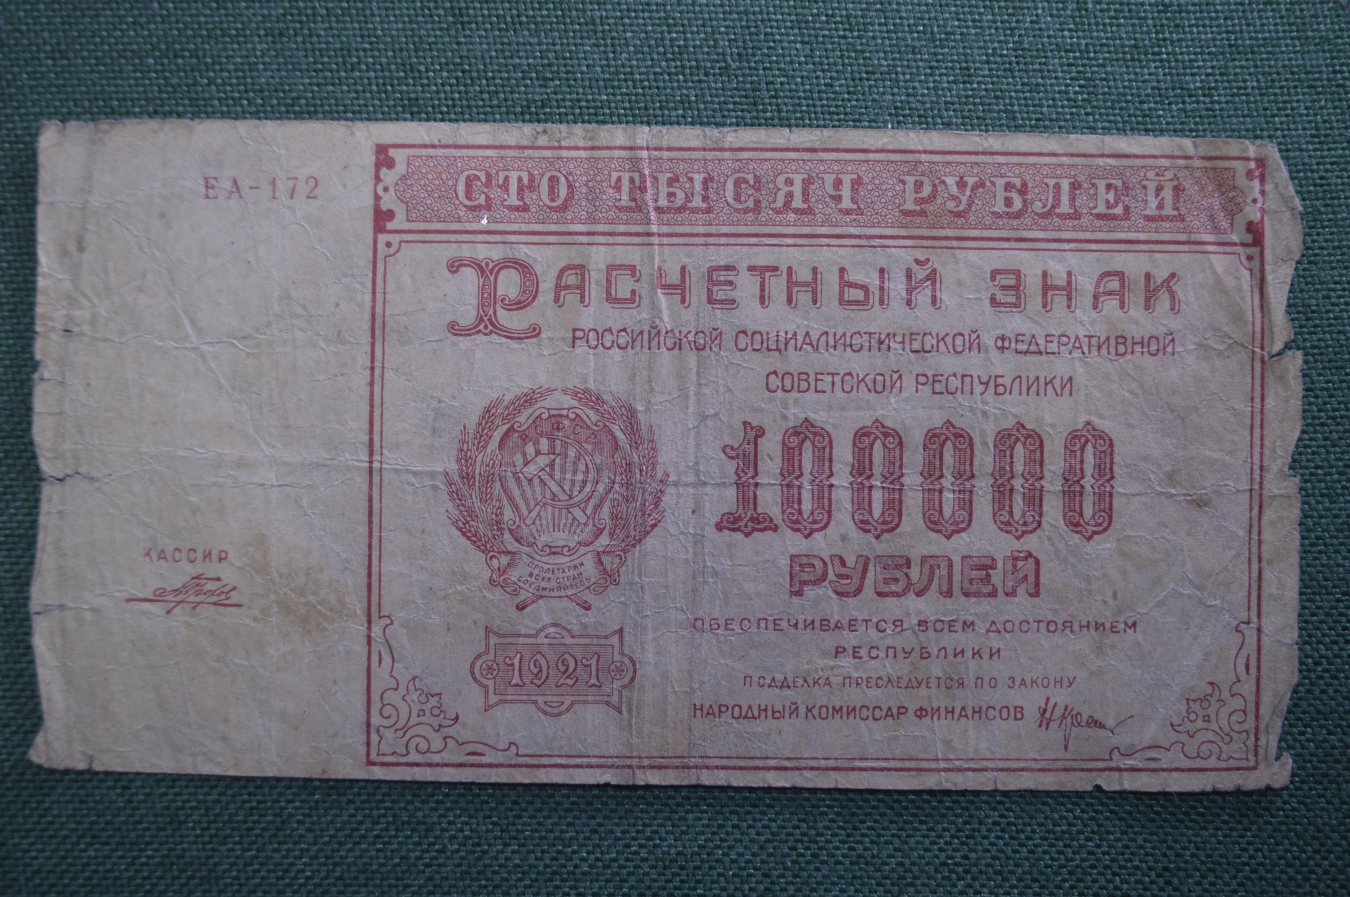 ЕА-172
СТО ТЫСЯЧ РУБЛЕЙ
РАСЧЕТНЫЙ ЗНАК
РОССИЙСКОЙ СОЦИАЛИСТИЧЕСКОЙ ФЕДЕРАТИВНОЙ
СОВЕТСКОЙ РЕСПУБЛИКИ
Р.С.Ф.С.Р.
100000
РУБЛЕЙ
КАССИР
ПРОЛЕТАРИИ
ВСЕХ СТРАН
СОЕДИНЯЙТЕСЬ
1921
ОБЕСПЕЧИВАЕТСЯ ВСЕМ ДОСТОЯНИЕМ
РЕСПУБЛИКИ
ПОДДЕЛКА ПРЕСЛЕДУЕТСЯ ПО ЗАКОНУ
НАРОДНЫЙ КОМИССАР ФИНАНСОВ